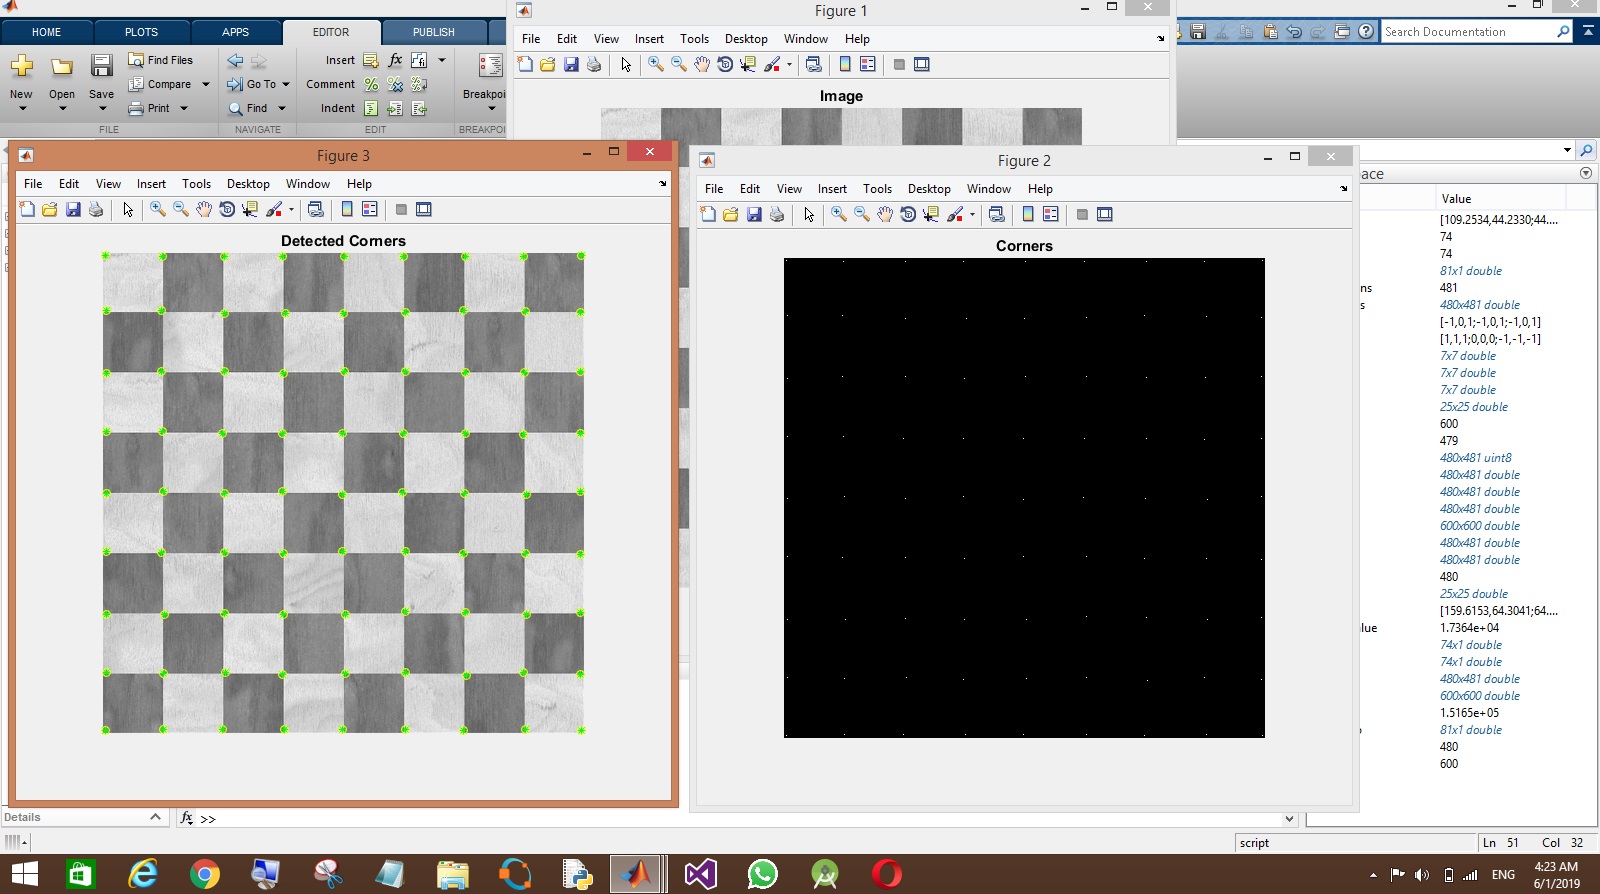 Figure 1
HOME PLOTS APPS EDITOR PUBLISH
File Edit View Insert Tools Desktop Window Help
Search Documentation
New Open Save
Find Files
Compare
Print
Go To
Find
Insert
Comment
Indent
Breakpoi
FILE NAVIGATE EDIT BREAKPOI
Image
Figure 3
File Edit View Insert Tools Desktop Window Help
Detected Corners
Figure 2
File Edit View Insert Tools Desktop Window Help
Corners
ace
Value
[109.2534,44.2330;44....
74
74
81x1 double
ns 481
s 480x481 double
[-1,0,1;-1,0,1;-1,0,1]
[1,1,1;0,0,0;-1,-1,-1]
7x7 double
7x7 double
7x7 double
25x25 double
600
479
480x481 uint8
480x481 double
480x481 double
480x481 double
600x600 double
480x481 double
480x481 double
480
25x25 double
[159.6153,64.3041;64....
lue 1.7364e+04
74x1 double
74x1 double
480x481 double
600x600 double
1.5165e+05
81x1 double
480
600
Details
fx >>
script Ln 51 Col 32
ENG
4:23 AM
6/1/2019